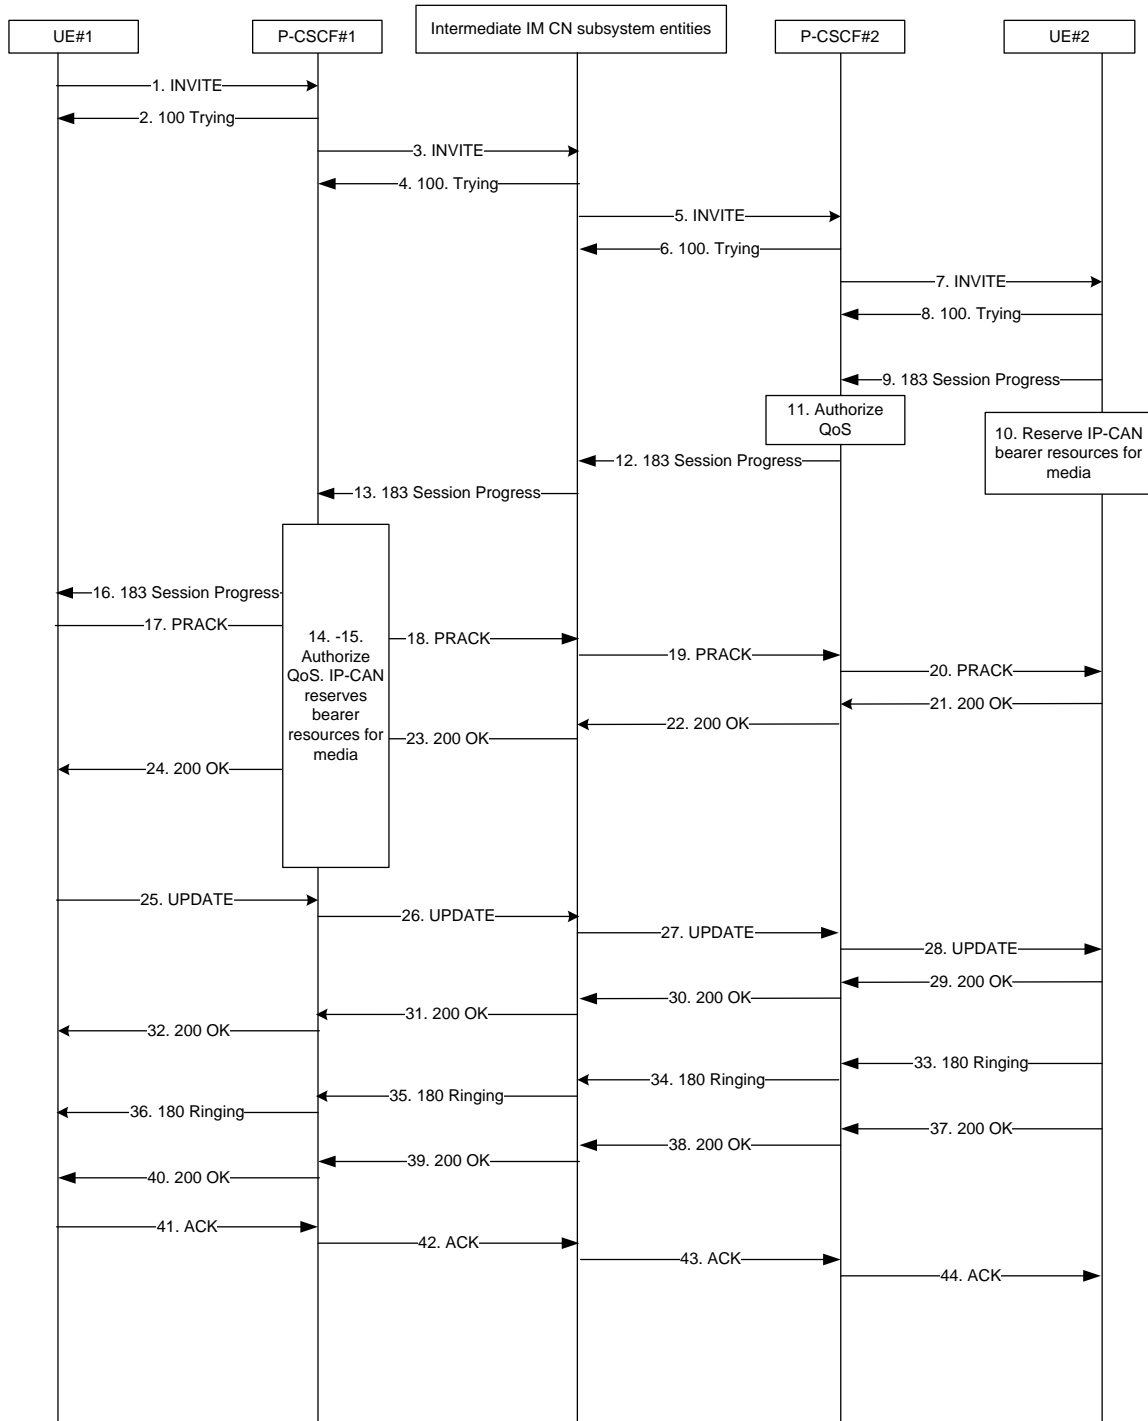 UE#1
P-CSCF#1
Intermediate IM CN subsystem entities
P-CSCF#2
UE#2
1. INVITE
2. 100 Trying
3. INVITE
4. 100. Trying
5. INVITE
6. 100. Trying
7. INVITE
8. 100. Trying
9. 183 Session Progress
11. Authorize
QoS
10. Reserve IP-CAN
bearer resources for
media
12. 183 Session Progress
13. 183 Session Progress
14. -15.
Authorize
QoS. IP-CAN
reserves
bearer
resources for
media
16. 183 Session Progress
17. PRACK
18. PRACK
19. PRACK
20. PRACK
21. 200 OK
22. 200 OK
23. 200 OK
24. 200 OK
25. UPDATE
26. UPDATE
27. UPDATE
28. UPDATE
29. 200 OK
30. 200 OK
31. 200 OK
32. 200 OK
33. 180 Ringing
34. 180 Ringing
35. 180 Ringing
36. 180 Ringing
37. 200 OK
38. 200 OK
39. 200 OK
40. 200 OK
41. ACK
42. ACK
43. ACK
44. ACK